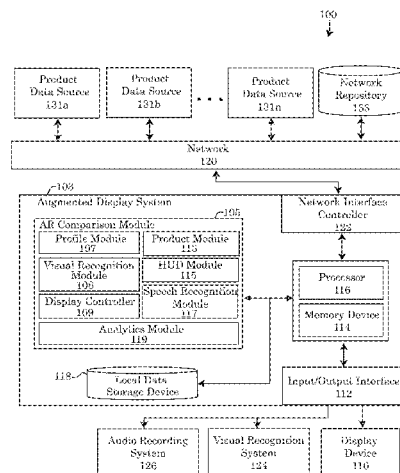 100
Product
Data Source
131a
Product
Data Source
131b
Product
Data Source
131n
Network
Repository
133
Network
120
103
Augmented Display System
Network Interface
Controller
122
105
AR Comparison Module
Profile Module
107
Product Module
113
Visual Recognition
Module
106
HUD Module
115
Display Controller
109
Speech Recognition
Module
117
Analytics Module
119
Processor
116
Memory Device
114
118
Local Data
Storage Device
Input/Output Interface
112
Audio Recording
System
126
Visual Recognition
System
124
Display
Device
110